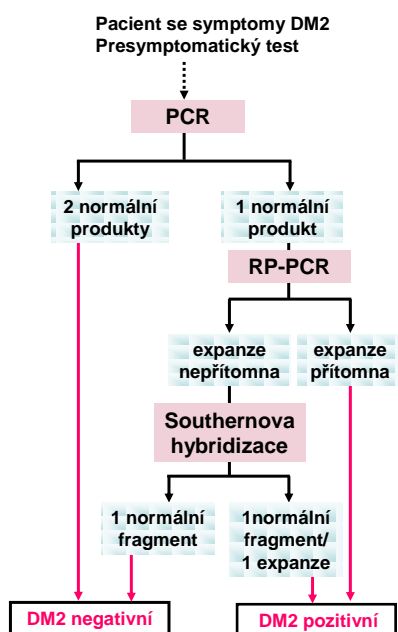 Pacient se symptomy DM2
Presymptomatický test
PCR
2 normální
produkty
1 normální
produkt
RP-PCR
expanze
nepřítomna
expanze
přítomna
Southernova
hybridizace
1 normální
fragment
1normální
fragment/
1 expanze
DM2 negativní
DM2 pozitivní